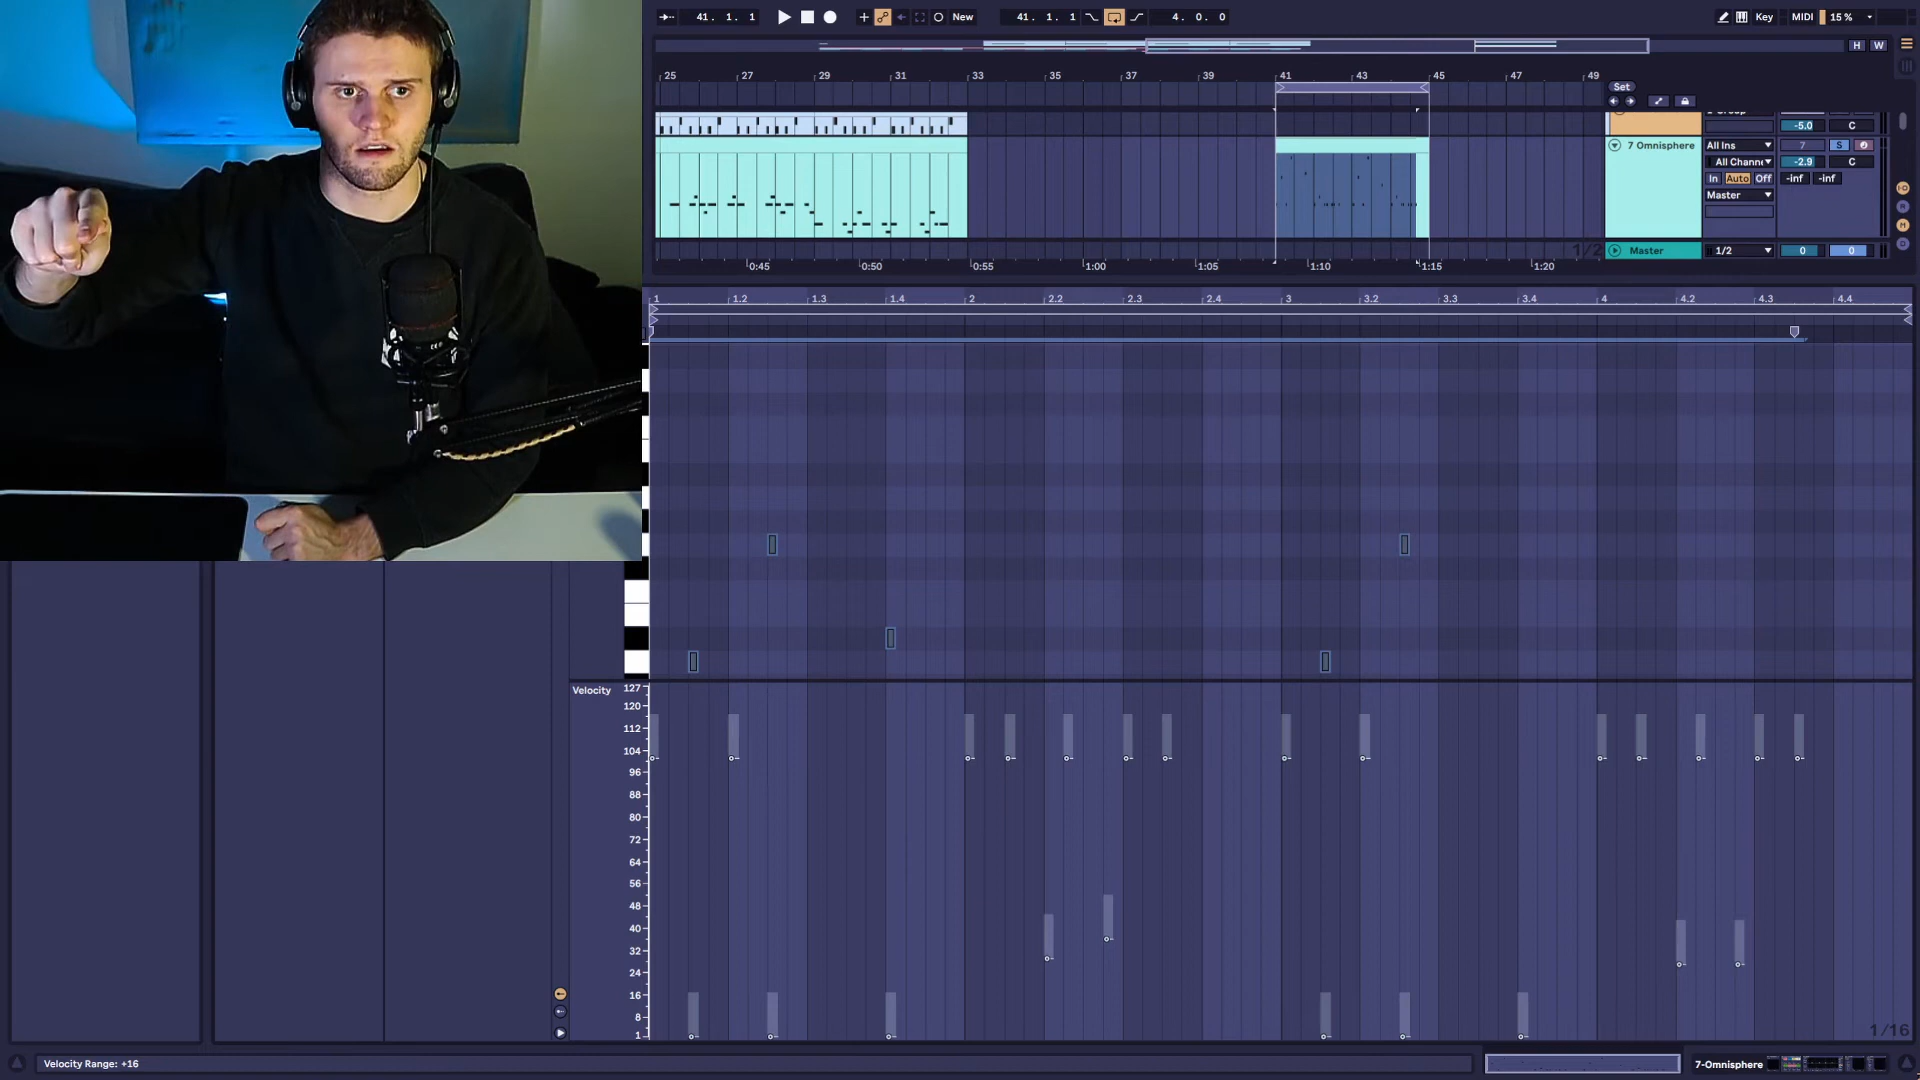 41. 1. 1 New 41. 1. 1 4. 0. 0 Key MIDI 15 %
H W
25 27 29 31 33 35 37 39 41 43 45 47 49
Set
-5.0 C
7 Omnisphere All Ins 7 S
All Channe -2.9 C
In Auto Off -inf -inf
Master
1/2
Master 1/2 0 0
0:45 0:50 0:55 1:00 1:05 1:10 1:15 1:20
1 1.2 1.3 1.4 2 2.2 2.3 2.4 3 3.2 3.3 3.4 4 4.2 4.3 4.4
Velocity 127
120
112
104
96
88
80
72
64
56
48
40
32
24
16
8
1
1/16
Velocity Range: +16 7-Omnisphere